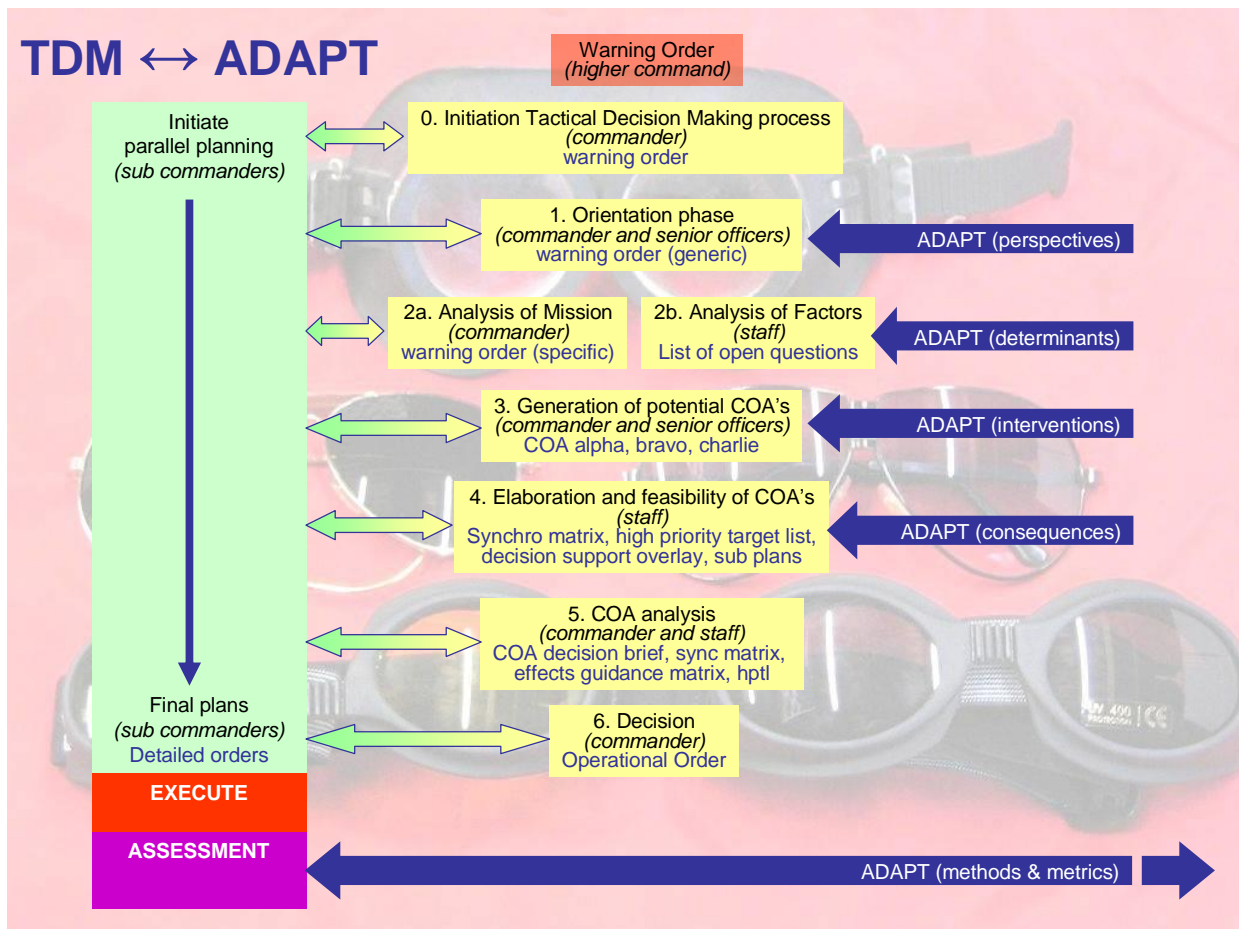 TDM ↔ ADAPT
Warning Order
(higher command)
Initiate
parallel planning
(sub commanders)
0. Initiation Tactical Decision Making process
(commander)
warning order
1. Orientation phase
(commander and senior officers)
warning order (generic)
ADAPT (perspectives)
2a. Analysis of Mission
(commander)
warning order (specific)
2b. Analysis of Factors
(staff)
List of open questions
ADAPT (determinants)
3. Generation of potential COA's
(commander and senior officers)
COA alpha, bravo, charlie
ADAPT (interventions)
4. Elaboration and feasibility of COA's
(staff)
Synchro matrix, high priority target list,
decision support overlay, sub plans
ADAPT (consequences)
5. COA analysis
(commander and staff)
COA decision brief, sync matrix,
effects guidance matrix, hptl
Final plans
(sub commanders)
Detailed orders
6. Decision
(commander)
Operational Order
UV 400
PROTECTION
CE
EXECUTE
ASSESSMENT
ADAPT (methods & metrics)